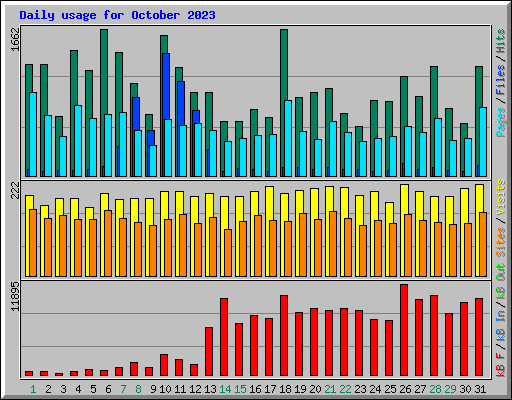 Daily usage for October 2023
1662
Pages / Files / Hits
222
kB F / kB In / kB Out Sites / Visits
11895
1 2 3 4 5 6 7 8 9 10 11 12 13 14 15 16 17 18 19 20 21 22 23 24 25 26 27 28 29 30 31